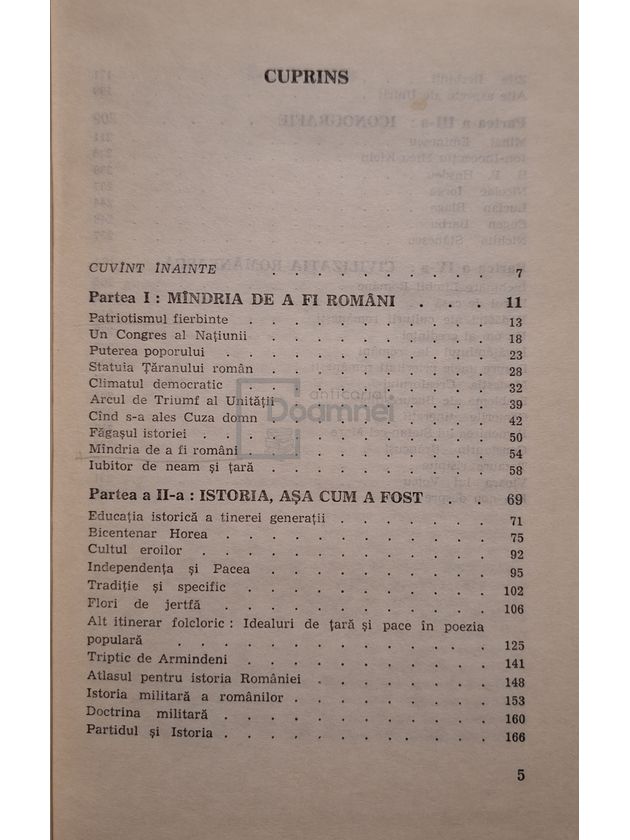 CUPRINS
CUVÎNT ÎNAINTE . . . . . . . . . 7
Partea I : MÎNDRIA DE A FI ROMÂNI . . . 11
Patriotismul fierbinte . . . . . . . . 13
Un Congres al Națiunii . . . . . . . . 18
Puterea poporului . . . . . . . . . 23
Statuia Țăranului român . . . . . . . 28
Climatul democratic . . . . . . . . 32
Arcul de Triumf al Unității . . . . . . 39
Cînd s-a ales Cuza domn . . . . . . . 42
Făgașul istoriei . . . . . . . . . 50
Mîndria de a fi români . . . . . . . 54
Iubitor de neam și țară . . . . . . . 58
antichariat
Doamnei
Partea a II-a : ISTORIA, AȘA CUM A FOST . . 69
Educația istorică a tinerei generații . . . . . 71
Bicentenar Horea . . . . . . . . . 75
Cultul eroilor . . . . . . . . . . 92
Independența și Pacea . . . . . . . . 95
Tradiție și specific . . . . . . . . . 102
Flori de jertfă . . . . . . . . . 106
Alt itinerar folcloric : Idealuri de țară și pace în poezia
populară . . . . . . . . . . 125
Triptic de Armindeni . . . . . . . . 141
Atlasul pentru istoria României . . . . . . 148
Istoria militară a românilor . . . . . . . 153
Doctrina militară . . . . . . . . . 160
Partidul și Istoria . . . . . . . . . 166
5